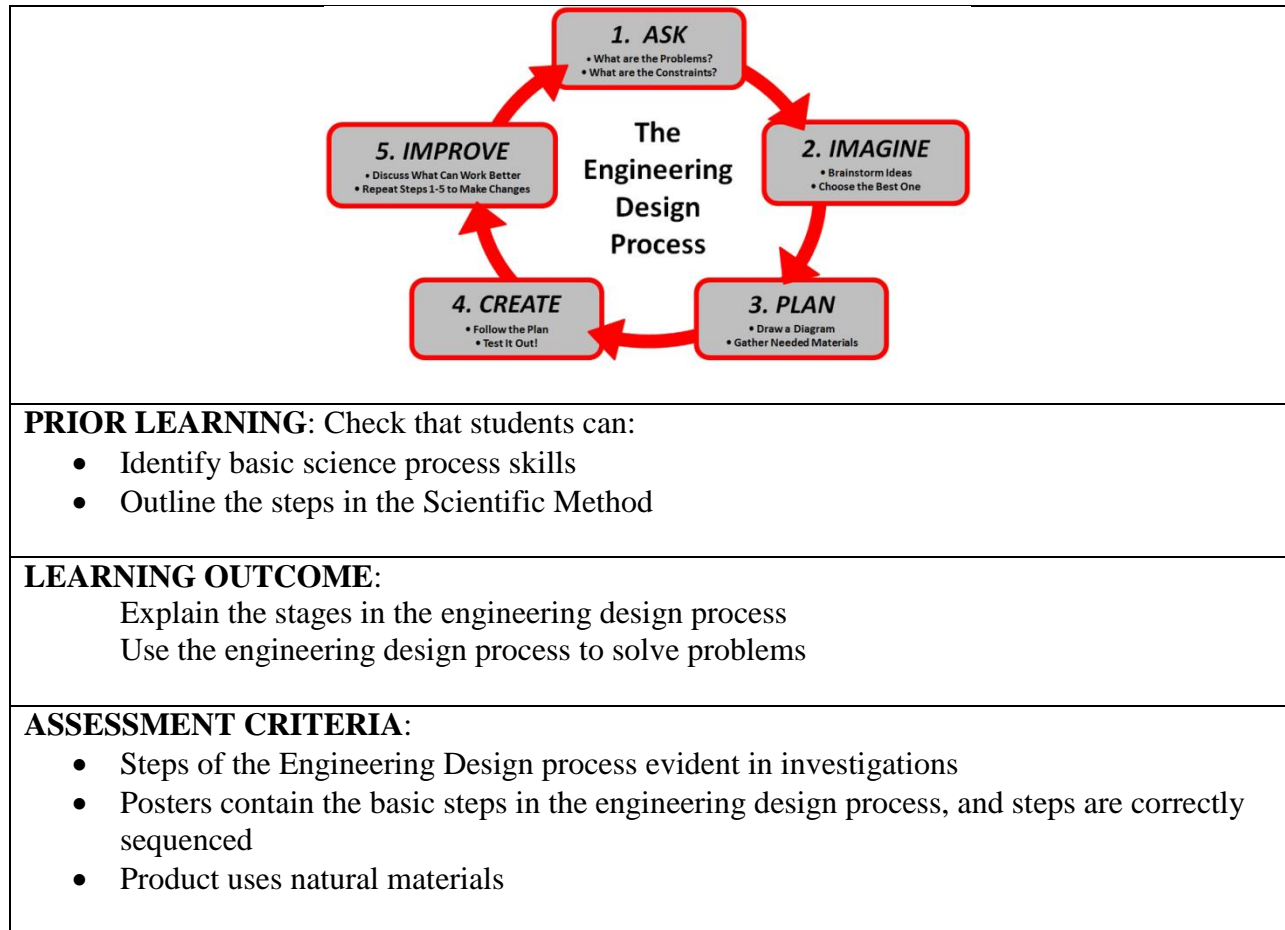 1. ASK
• What are the Problems?
• What are the Constraints?
The
Engineering
Design
Process
2. IMAGINE
• Brainstorm Ideas
• Choose the Best One
3. PLAN
• Draw a Diagram
• Gather Needed Materials
4. CREATE
• Follow the Plan
• Test It Out!
5. IMPROVE
• Discuss What Can Work Better
• Repeat Steps 1-5 to Make Changes
PRIOR LEARNING: Check that students can:
• Identify basic science process skills
• Outline the steps in the Scientific Method
LEARNING OUTCOME:
Explain the stages in the engineering design process
Use the engineering design process to solve problems
ASSESSMENT CRITERIA:
• Steps of the Engineering Design process evident in investigations
• Posters contain the basic steps in the engineering design process, and steps are correctly
sequenced
• Product uses natural materials